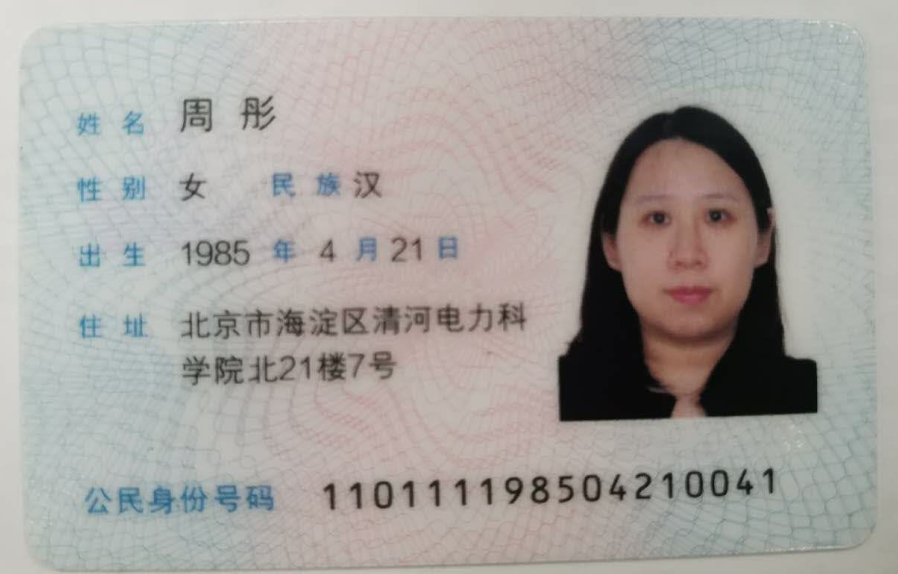 姓名 周彤
性别 女 民族 汉
出生 1985 年 4 月 21 日
住址 北京市海淀区清河电力科
学院北21楼7号
公民身份号码 110111198504210041